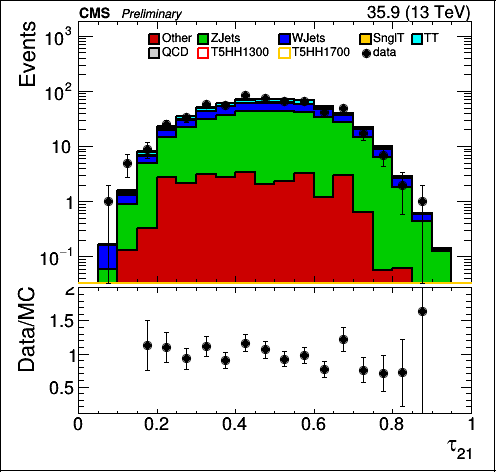 CMS Preliminary 35.9 (13 TeV)
Other ZJets WJets SnglT TT
QCD T5HH1300 T5HH1700 data
Events
10³
10²
10
1
10⁻¹
Data/MC
2
1.5
1
0.5
0 0.2 0.4 0.6 0.8 1
τ₂₁